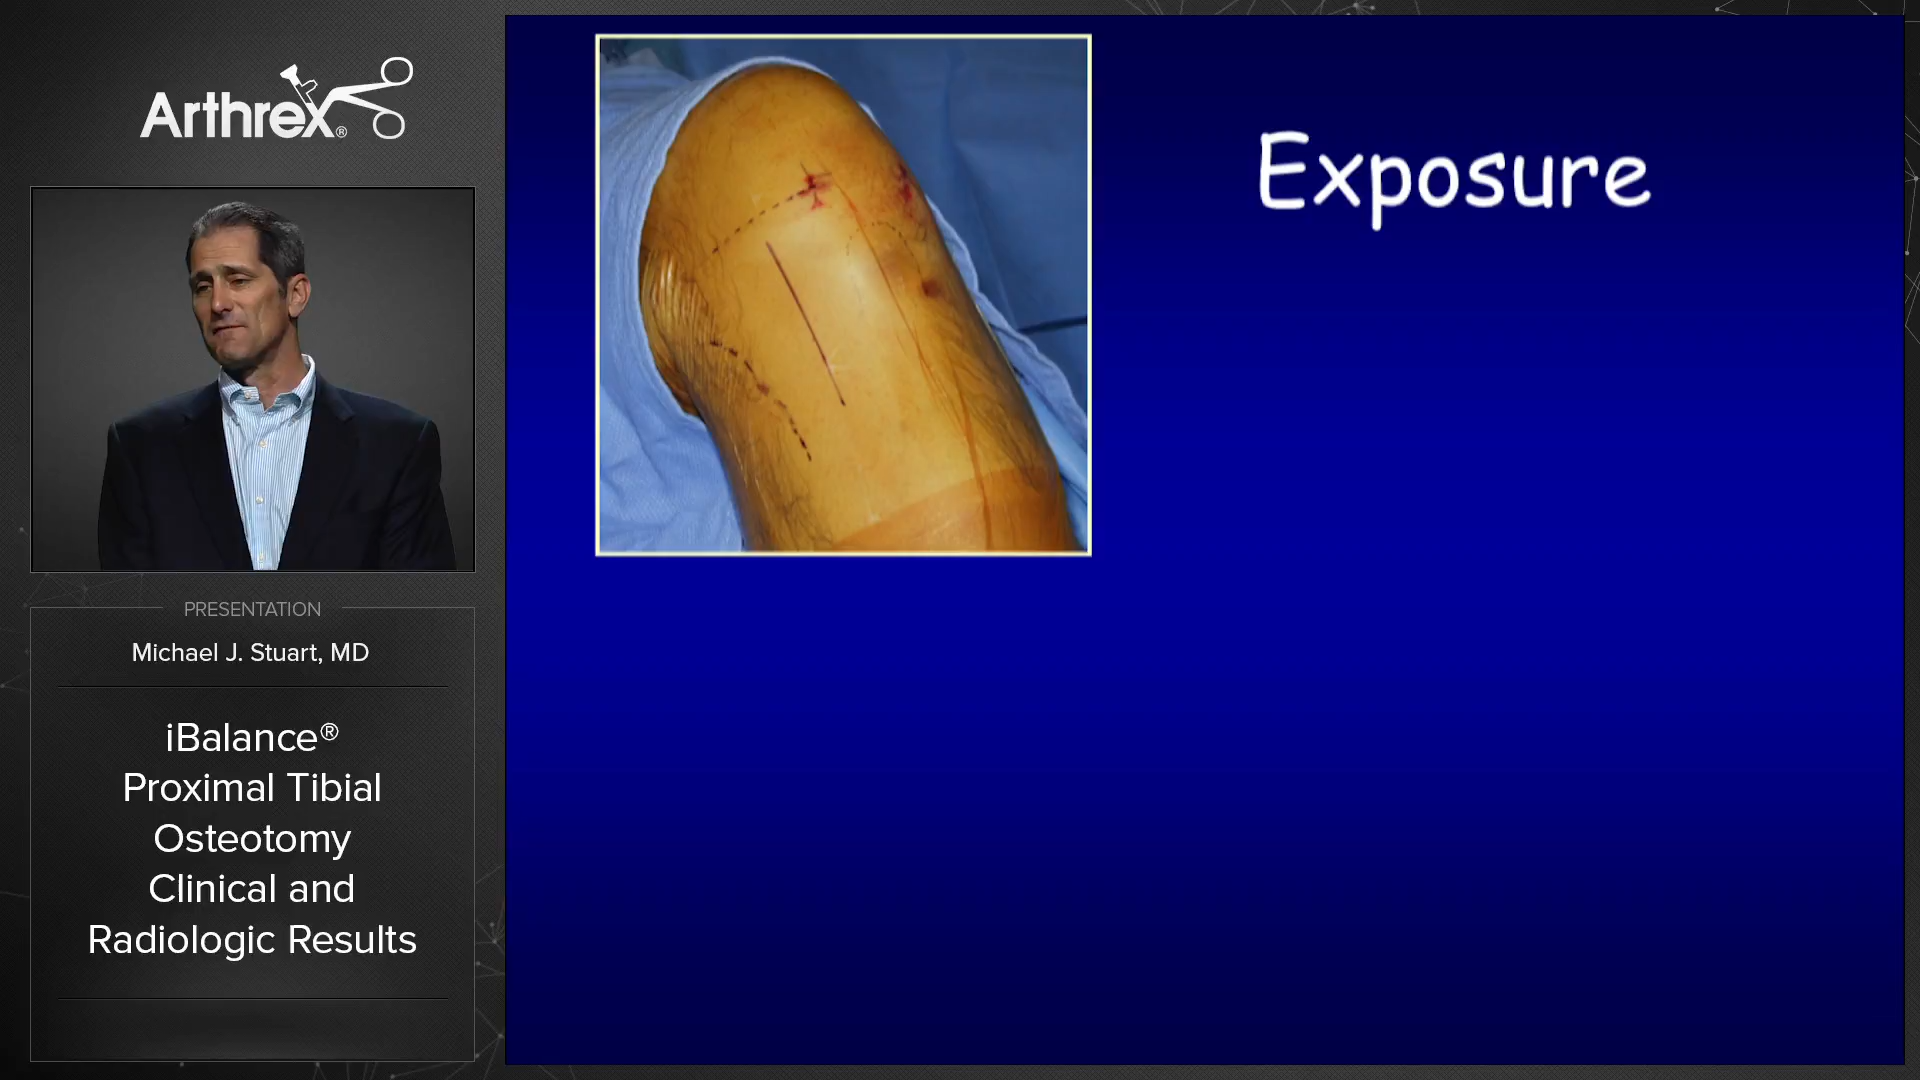 Arthrex®
PRESENTATION
Michael J. Stuart, MD
iBalance®
Proximal Tibial
Osteotomy
Clinical and
Radiologic Results
Exposure